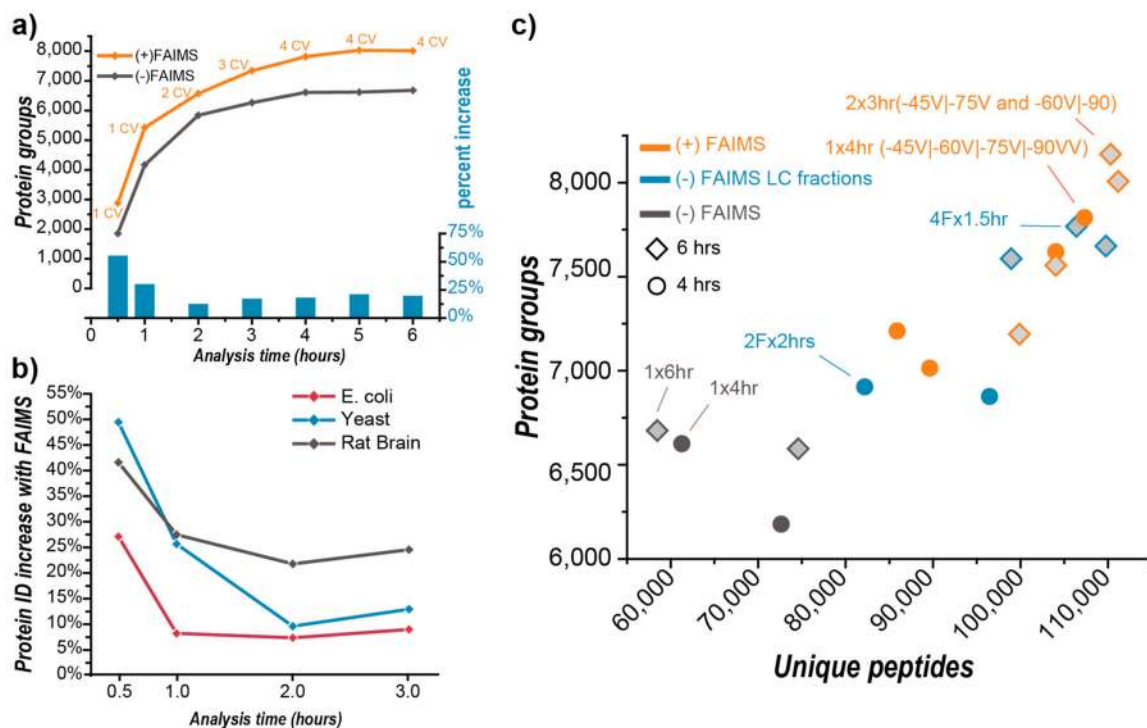 a)
8,000
7,000
6,000
5,000
4,000
3,000
2,000
1,000
0
Protein groups
(+)FAIMS
(-)FAIMS
1 CV
1 CV
2 CV
3 CV
4 CV
4 CV
4 CV
percent increase
75%
50%
25%
0%
0 1 2 3 4 5 6
Analysis time (hours)
b)
55%
50%
45%
40%
35%
30%
25%
20%
15%
10%
5%
0%
Protein ID increase with FAIMS
E. coli
Yeast
Rat Brain
0.5 1.0 2.0 3.0
Analysis time (hours)
c)
Protein groups
8,000
7,500
7,000
6,500
6,000
(+) FAIMS
(-) FAIMS LC fractions
(-) FAIMS
6 hrs
4 hrs
2x3hr(-45V|-75V and -60V|-90)
1x4hr (-45V|-60V|-75V|-90VV)
4Fx1.5hr
2Fx2hrs
1x6hr
1x4hr
60,000 70,000 80,000 90,000 100,000 110,000
Unique peptides